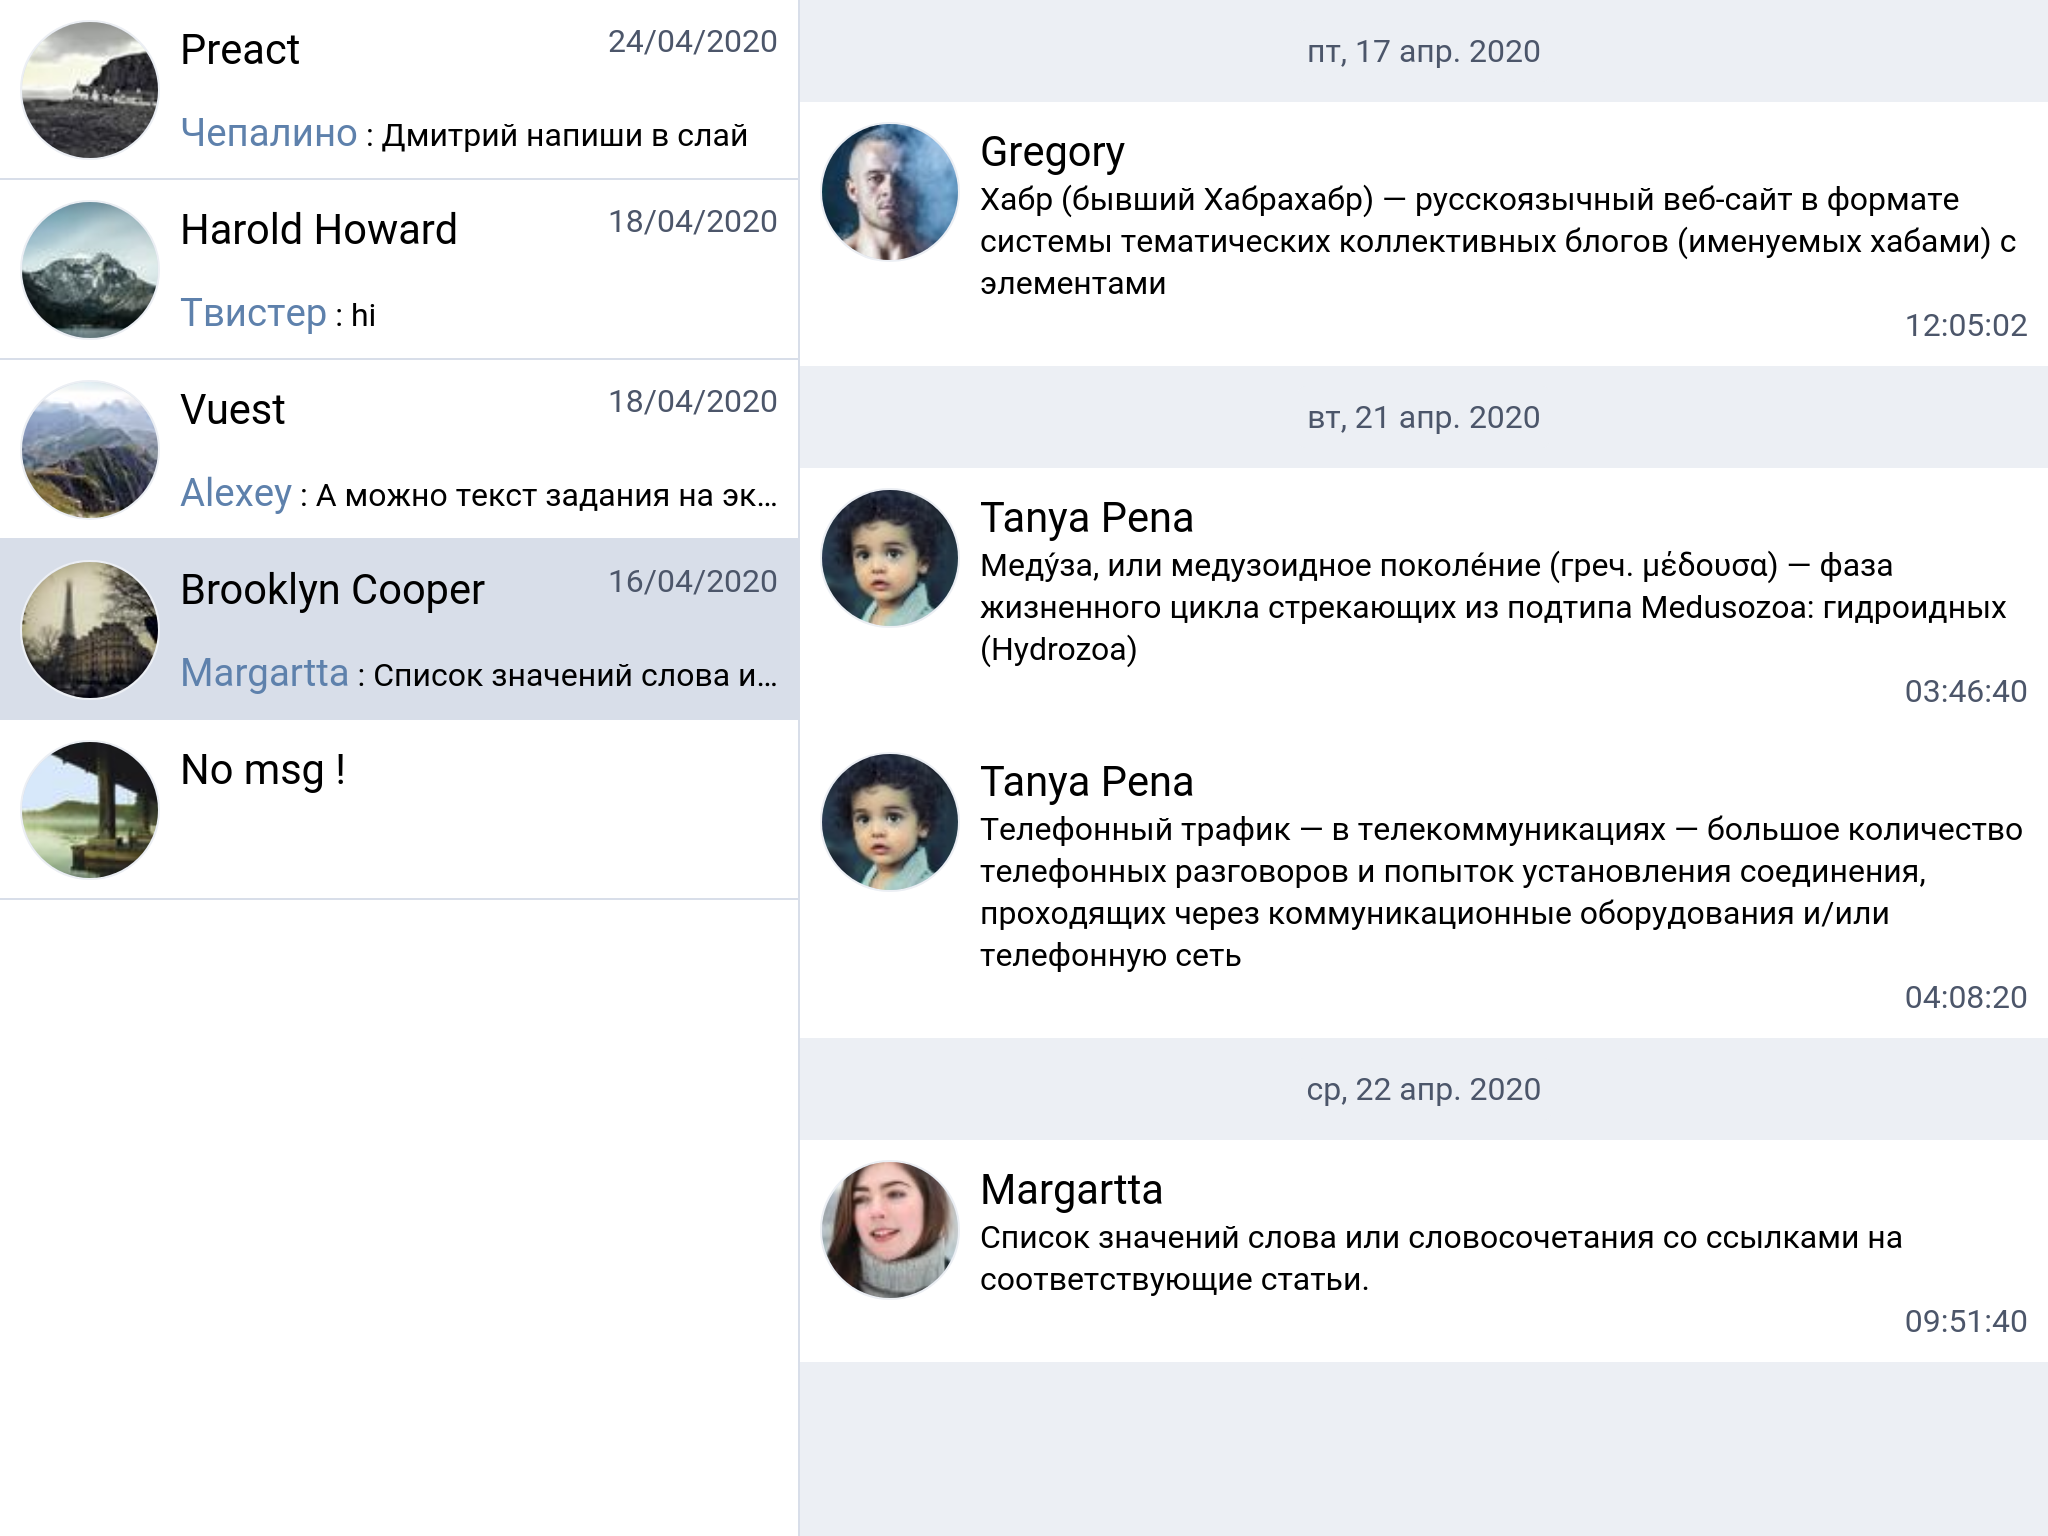 Preact
24/04/2020
Чепалино : Дмитрий напиши в слай
Harold Howard
18/04/2020
Твистер : hi
Vuest
18/04/2020
Alexey : А можно текст задания на эк…
Brooklyn Cooper
16/04/2020
Margartta : Список значений слова и…
No msg !
пт, 17 апр. 2020
Gregory
Хабр (бывший Хабрахабр) — русскоязычный веб-сайт в формате
системы тематических коллективных блогов (именуемых хабами) с
элементами
12:05:02
вт, 21 апр. 2020
Tanya Pena
Меду́за, или медузоидное поколе́ние (греч. μέδουσα) — фаза
жизненного цикла стрекающих из подтипа Medusozoa: гидроидных
(Hydrozoa)
03:46:40
Tanya Pena
Телефонный трафик — в телекоммуникациях — большое количество
телефонных разговоров и попыток установления соединения,
проходящих через коммуникационные оборудования и/или
телефонную сеть
04:08:20
ср, 22 апр. 2020
Margartta
Список значений слова или словосочетания со ссылками на
соответствующие статьи.
09:51:40